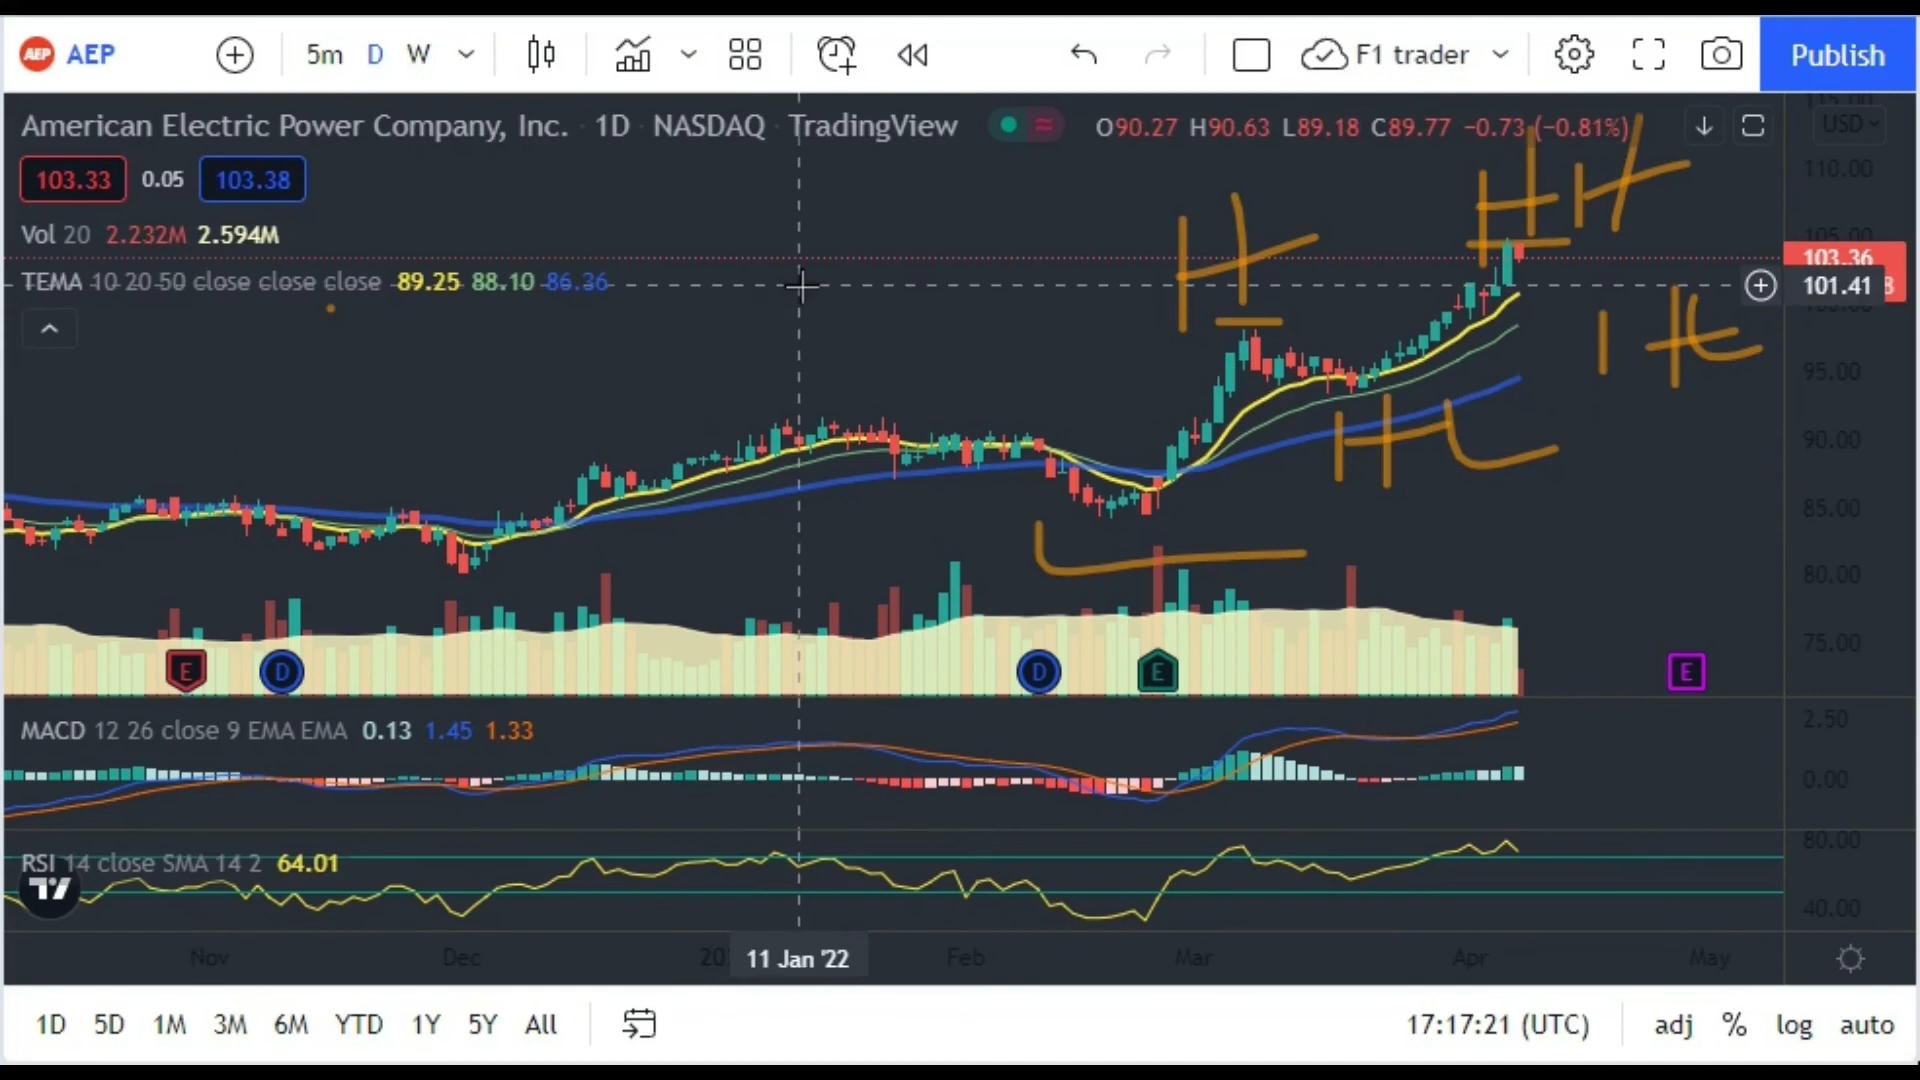 AEP AEP 5m D W F1 trader Publish
American Electric Power Company, Inc. · 1D · NASDAQ · TradingView O90.27 H90.63 L89.18 C89.77 −0.73 (−0.81%) USD
103.33 0.05 103.38
110.00
H HH
Vol 20 2.232M 2.594M
105.00
103.36
TEMA 10 20 50 close close close 89.25 88.10 86.36
101.41
95.00
HL
90.00
85.00
L
80.00
75.00
E D D E E
MACD 12 26 close 9 EMA EMA 0.13 1.45 1.33
2.50
0.00
80.00
RSI 14 close SMA 14 2 64.01
40.00
Nov Dec 11 Jan '22 Feb Mar Apr May
1D 5D 1M 3M 6M YTD 1Y 5Y All 17:17:21 (UTC) adj % log auto